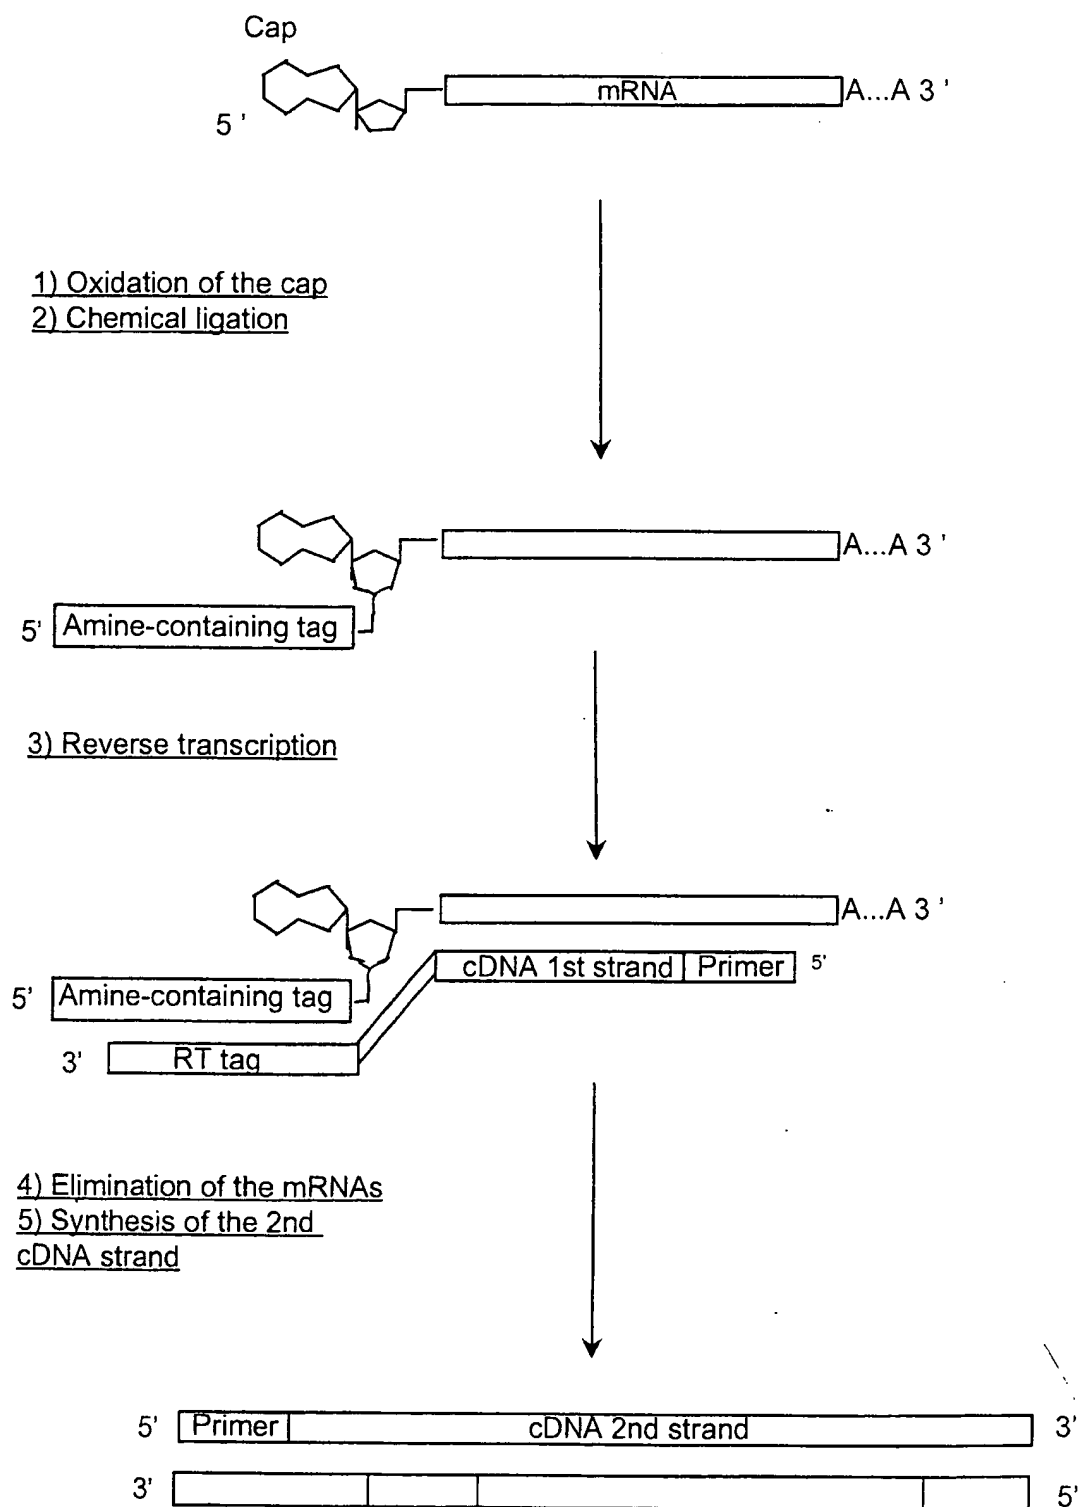 Cap
mRNA
A...A 3 '
5 '
1) Oxidation of the cap
2) Chemical ligation
A...A 3 '
5' Amine-containing tag
3) Reverse transcription
A...A 3 '
cDNA 1st strand Primer 5'
5' Amine-containing tag
3' RT tag
4) Elimination of the mRNAs
5) Synthesis of the 2nd
cDNA strand
5' Primer cDNA 2nd strand 3'
3' 5'